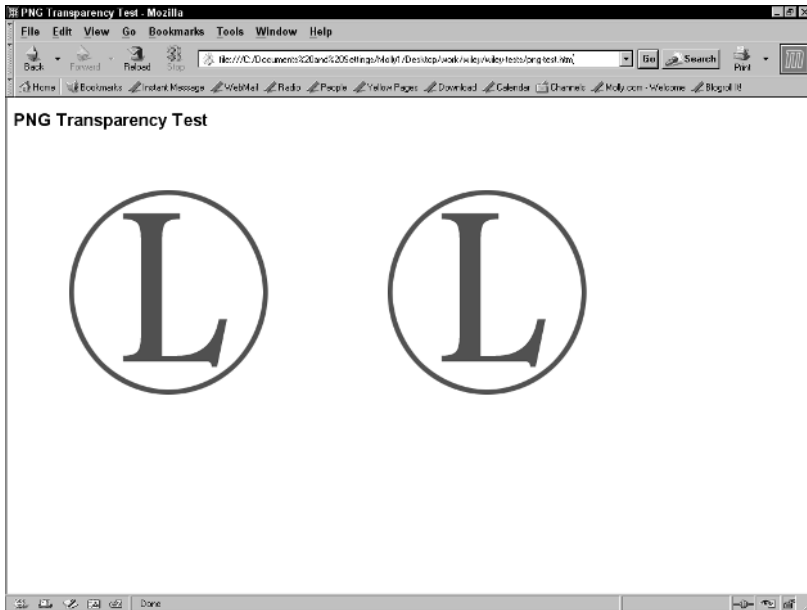 PNG Transparency Test - Mozilla
File Edit View Go Bookmarks Tools Window Help
Back Forward Reload Stop file:///C:/Documents%20and%20Settings/Molly1/Desktop/work/wiley/wiley-tests/png-test.html Go Search Print
Home Bookmarks Instant Message WebMail Radio People Yellow Pages Download Calendar Channels Molly.com - Welcome Blogroll It!
PNG Transparency Test
L L
Done